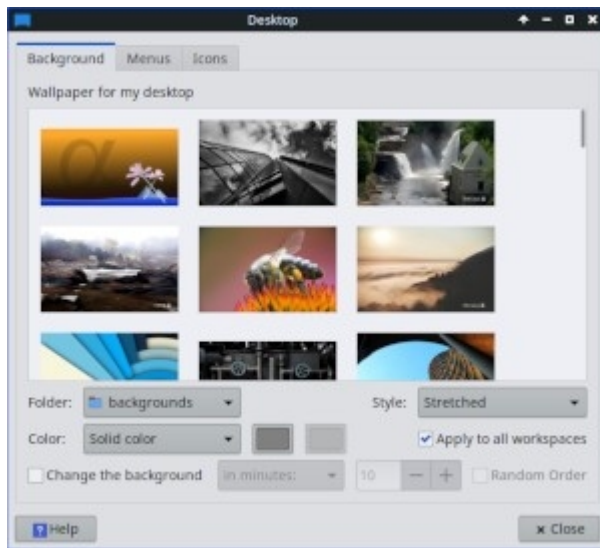 Desktop
Background Menus Icons
Wallpaper for my desktop
Folder: backgrounds Style: Stretched
Color: Solid color Apply to all workspaces
Change the background in minutes: 10 Random Order
Help Close